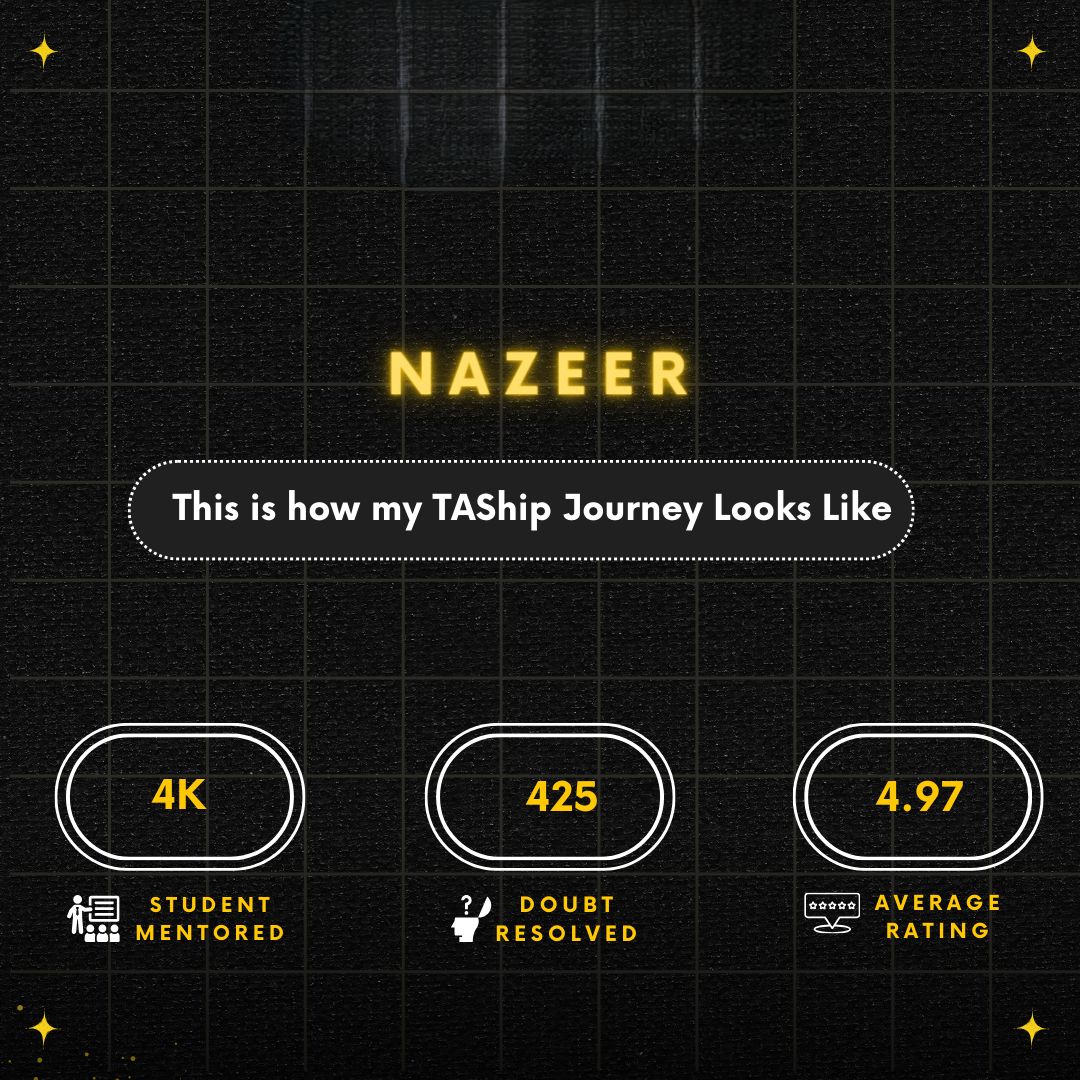 NAZEER
This is how my TAShip Journey Looks Like
4K
425
4.97
STUDENT
MENTORED
DOUBT
RESOLVED
AVERAGE
RATING